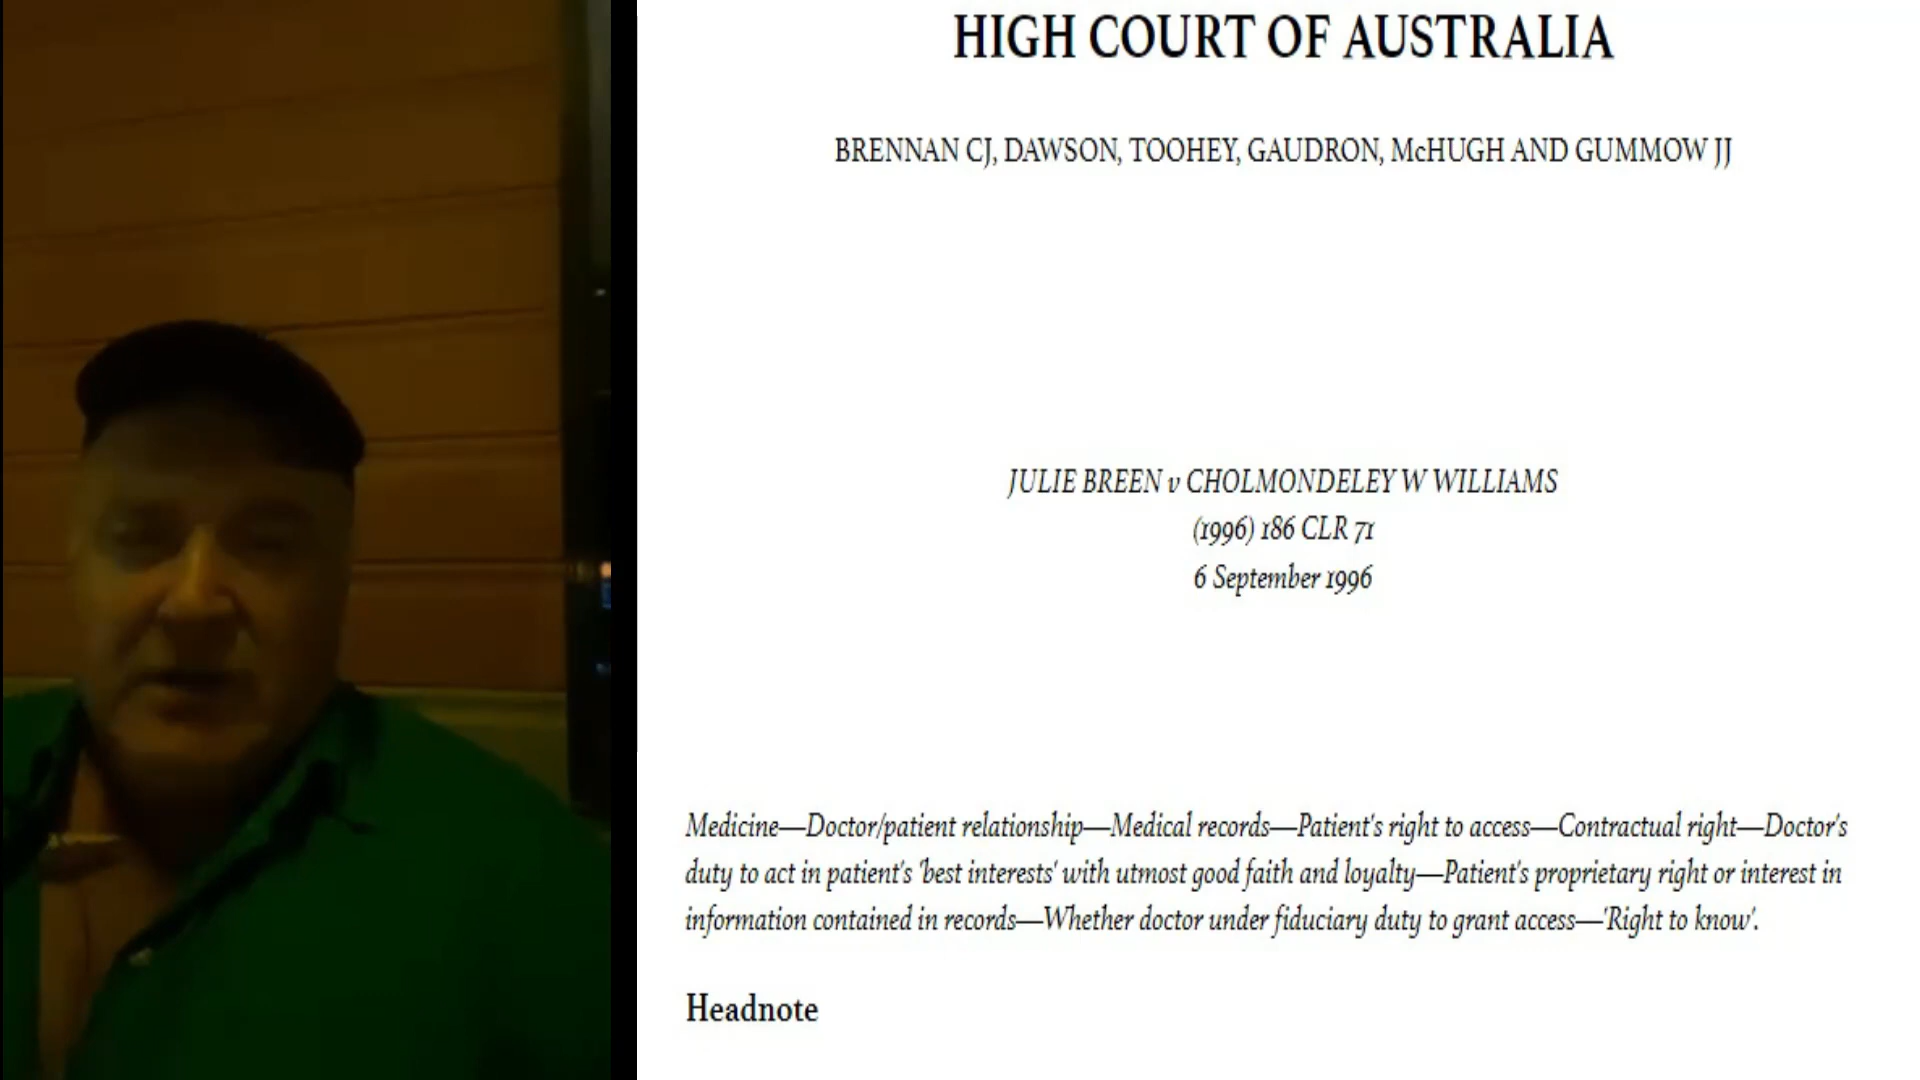 HIGH COURT OF AUSTRALIA
BRENNAN CJ, DAWSON, TOOHEY, GAUDRON, McHUGH AND GUMMOW JJ
JULIE BREEN v CHOLMONDELEY W WILLIAMS
(1996) 186 CLR 71
6 September 1996
Medicine—Doctor/patient relationship—Medical records—Patient's right to access—Contractual right—Doctor's
duty to act in patient's 'best interests' with utmost good faith and loyalty—Patient's proprietary right or interest in
information contained in records—Whether doctor under fiduciary duty to grant access—'Right to know'.
Headnote